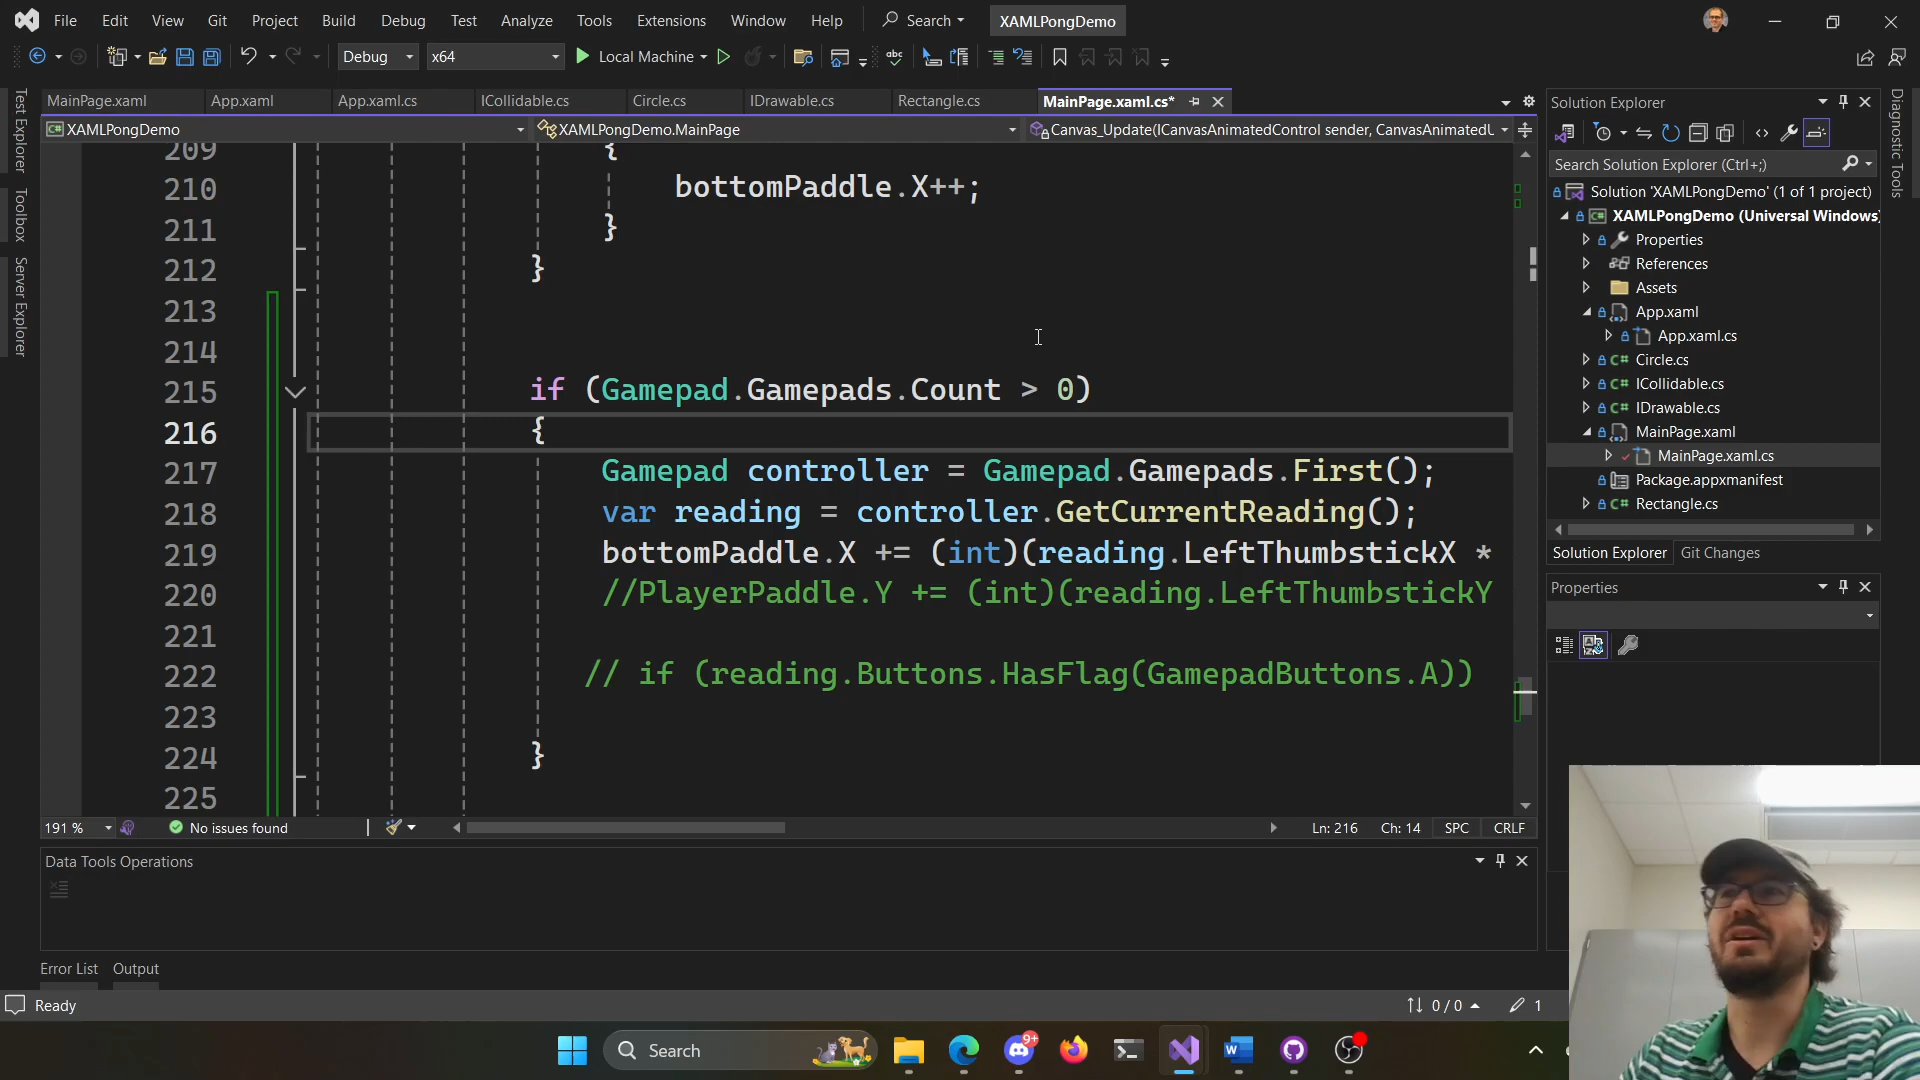 File Edit View Git Project Build Debug Test Analyze Tools Extensions Window Help Search XAMLPongDemo
Debug x64 Local Machine
MainPage.xaml App.xaml App.xaml.cs ICollidable.cs Circle.cs IDrawable.cs Rectangle.cs MainPage.xaml.cs*
XAMLPongDemo XAMLPongDemo.MainPage Canvas_Update(ICanvasAnimatedControl sender, CanvasAnimatedU
209 {
210 bottomPaddle.X++;
211 }
212 }
213
214
215 if (Gamepad.Gamepads.Count > 0)
216 {
217 Gamepad controller = Gamepad.Gamepads.First();
218 var reading = controller.GetCurrentReading();
219 bottomPaddle.X += (int)(reading.LeftThumbstickX *
220 //PlayerPaddle.Y += (int)(reading.LeftThumbstickY
221
222 // if (reading.Buttons.HasFlag(GamepadButtons.A))
223
224 }
225
191 % No issues found Ln: 216 Ch: 14 SPC CRLF
Data Tools Operations
Error List Output
Ready 0 / 0 1
Test Explorer
Toolbox
Server Explorer
Solution Explorer
Search Solution Explorer (Ctrl+;)
Solution 'XAMLPongDemo' (1 of 1 project)
XAMLPongDemo (Universal Windows)
Properties
References
Assets
App.xaml
App.xaml.cs
Circle.cs
ICollidable.cs
IDrawable.cs
MainPage.xaml
MainPage.xaml.cs
Package.appxmanifest
Rectangle.cs
Solution Explorer Git Changes
Properties
Diagnostic Tools
Search
9+